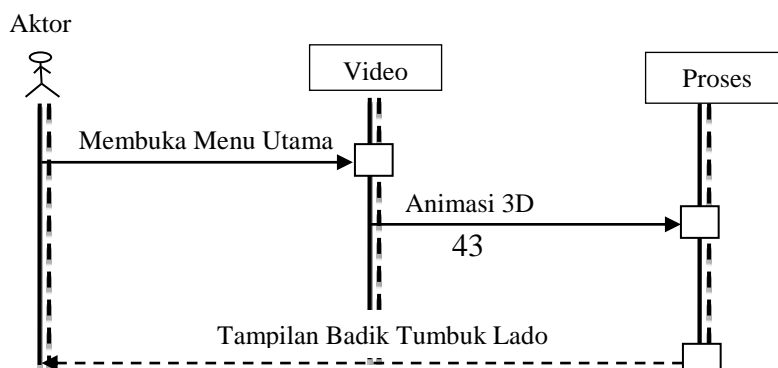 Aktor
Video
Proses
Membuka Menu Utama
Animasi 3D
43
Tampilan Badik Tumbuk Lado